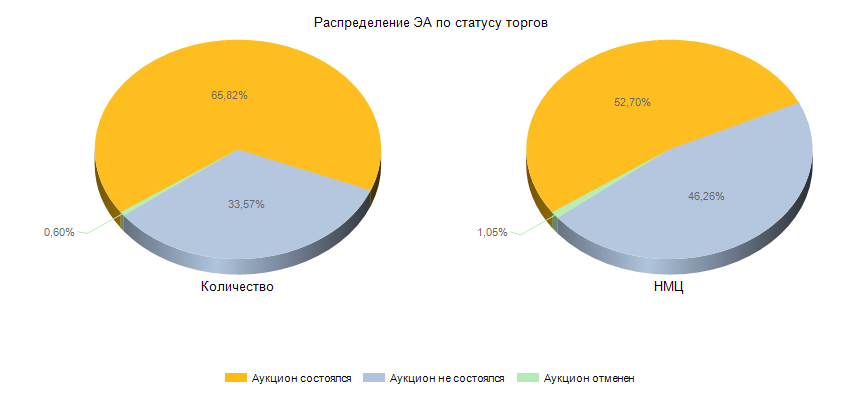 Распределение ЭА по статусу торгов
65,82%
33,57%
0,60%
Количество
52,70%
46,26%
1,05%
НМЦ
Аукцион состоялся
Аукцион не состоялся
Аукцион отменен